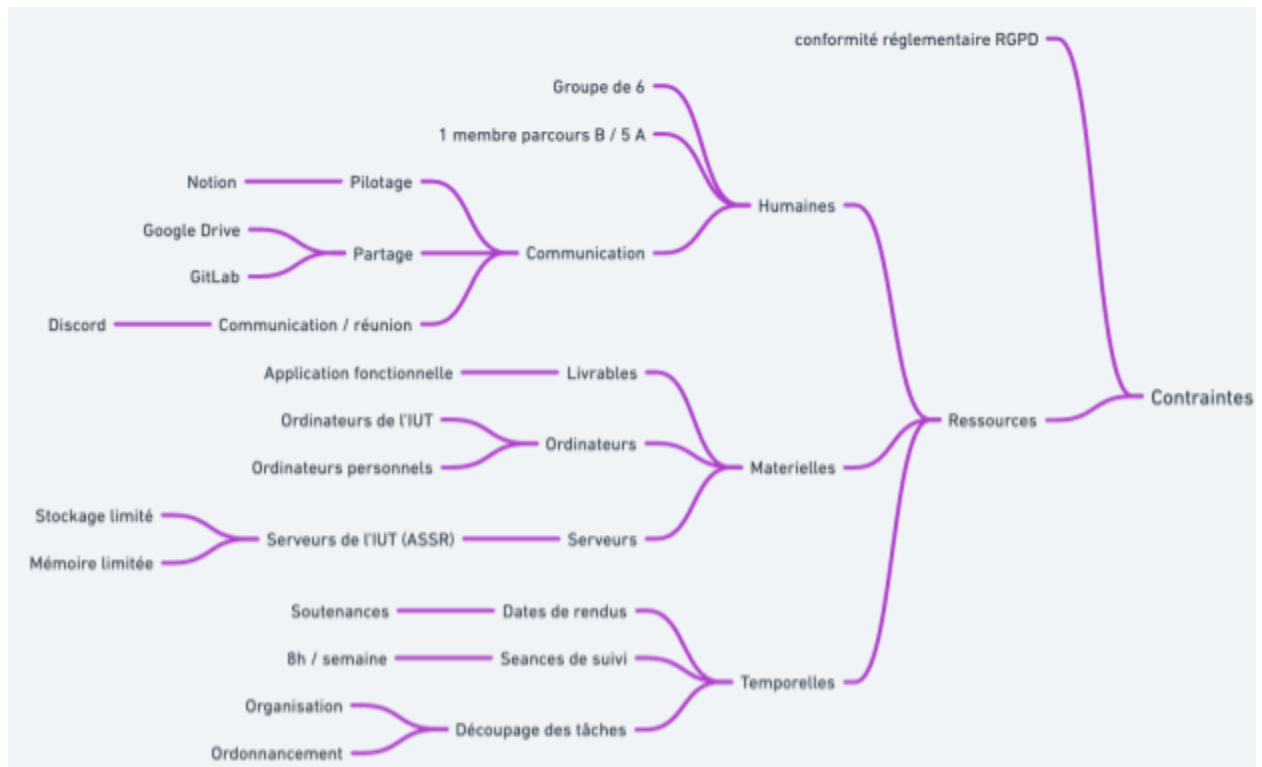 conformité réglementaire RGPD
Groupe de 6
1 membre parcours B / 5 A
Notion
Pilotage
Humaines
Google Drive
Partage
Communication
GitLab
Discord
Communication / réunion
Application fonctionnelle
Livrables
Contraintes
Ordinateurs de l'IUT
Ressources
Ordinateurs
Ordinateurs personnels
Materielles
Stockage limité
Serveurs de l'IUT (ASSR)
Serveurs
Mémoire limitée
Soutenances
Dates de rendus
8h / semaine
Seances de suivi
Temporelles
Organisation
Découpage des tâches
Ordonnancement